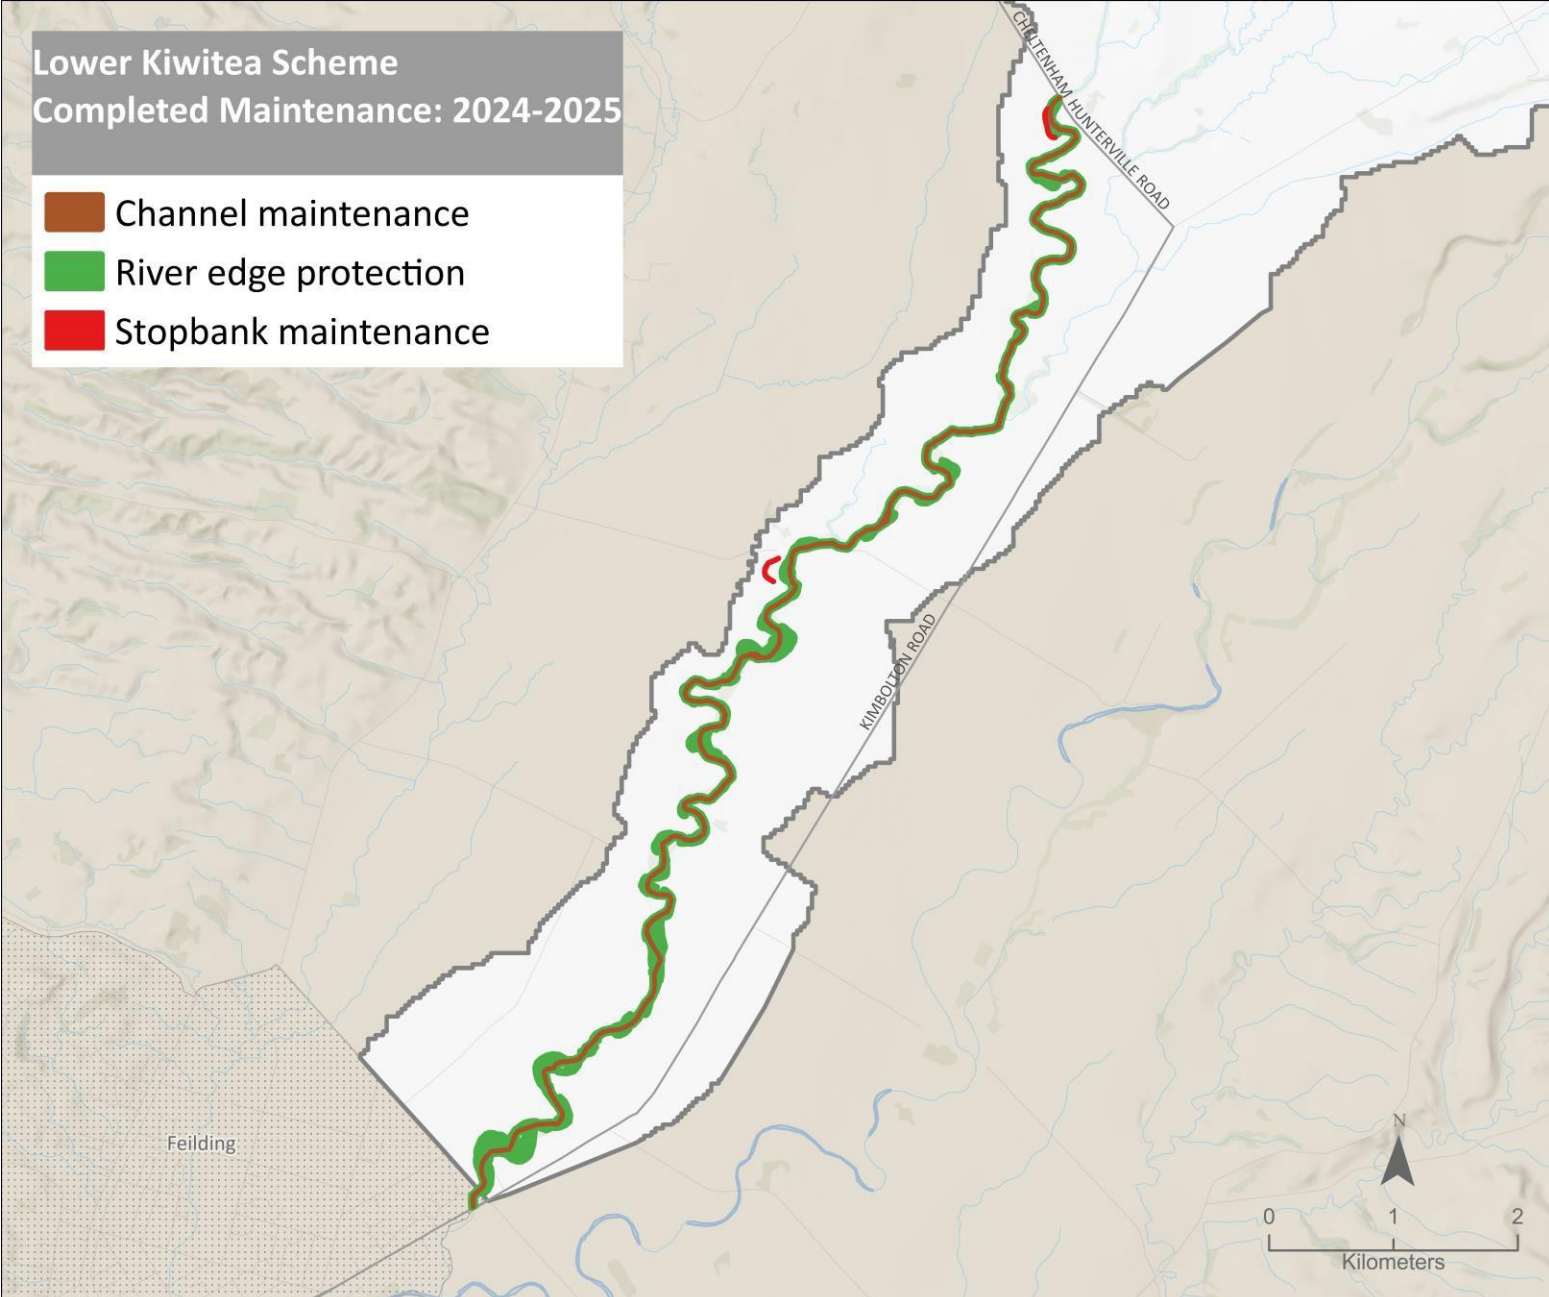 Lower Kiwitea Scheme
Completed Maintenance: 2024-2025
Channel maintenance
River edge protection
Stopbank maintenance
CHELTENHAM HUNTERVILLE ROAD
KIMBOLTON ROAD
Feilding
N
0 1 2
Kilometers